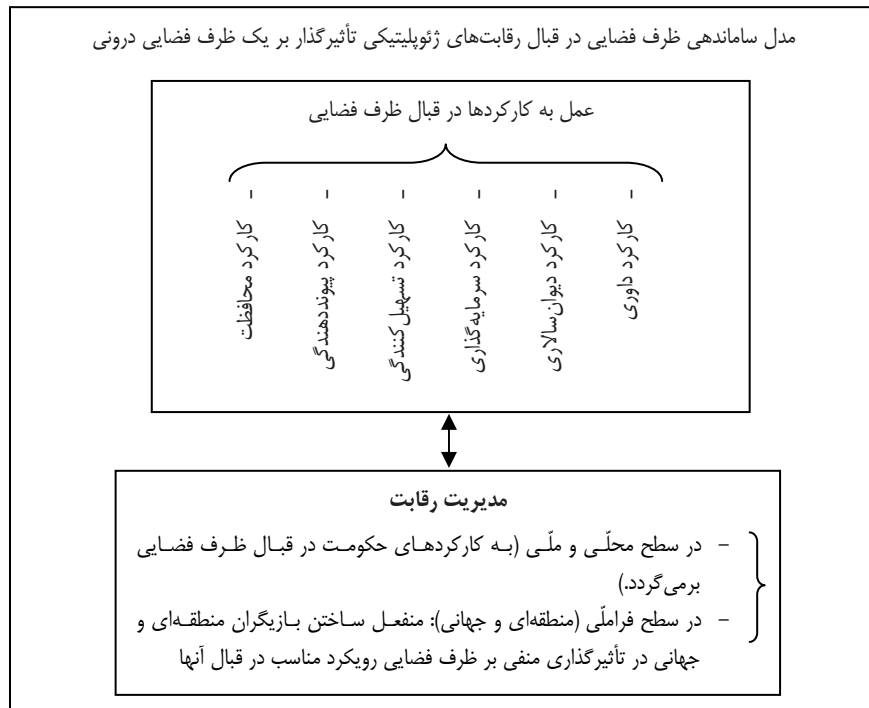 مدل ساماندهی ظرف فضایی در قبال رقابت‌های ژئوپلیتیکی تأثیرگذار بر یک ظرف فضایی درونی
عمل به کارکردها در قبال ظرف فضایی
- کارکرد داوری
- کارکرد دیوان‌سالاری
- کارکرد سرمایه‌گذاری
- کارکرد تسهیل‌کنندگی
- کارکرد پیونددهندگی
- کارکرد محافظت
مدیریت رقابت
- در سطح محلّی و ملّی (به کارکردهای حکومت در قبال ظرف فضایی
برمی‌گردد.)
- در سطح فراملّی (منطقه‌ای و جهانی): منفعل ساختن بازیگران منطقه‌ای و
جهانی در تأثیرگذاری منفی بر ظرف فضایی رویکرد مناسب در قبال آنها